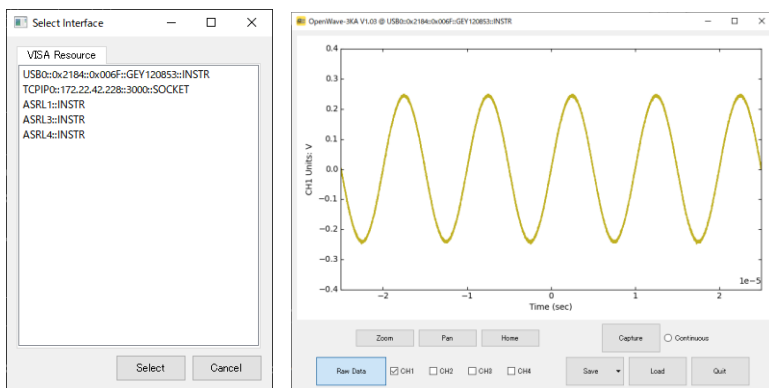 Select Interface
VISA Resource
USB0::0x2184::0x006F::GEY120853::INSTR
TCPIP0::172.22.42.228::3000::SOCKET
ASRL1::INSTR
ASRL3::INSTR
ASRL4::INSTR
Select Cancel
OpenWave-3KA V1.03 @ USB0::0x2184::0x006F::GEY120853::INSTR
0.4
0.3
0.2
0.1
0.0
−0.1
−0.2
−0.3
−0.4
CH1 Units: V
1e−5
−2 −1 0 1 2
Time (sec)
Zoom Pan Home Capture Continuous
Raw Data CH1 CH2 CH3 CH4 Save Load Quit